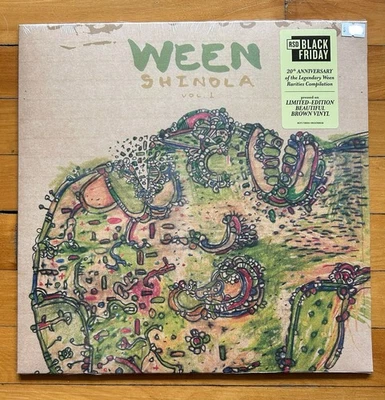 WEEN
SHINOLA
VOL. 1
RSD
BLACK
FRIDAY
20th ANNIVERSARY
of the Legendary Ween
Rarities Compilation
pressed on
LIMITED-EDITION
BEAUTIFUL
BROWN VINYL